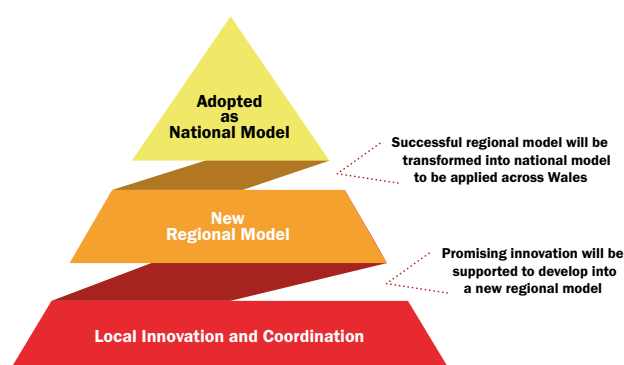 Adopted
as
National Model
Successful regional model will be
transformed into national model
to be applied across Wales
New
Regional Model
Promising innovation will be
supported to develop into
a new regional model
Local Innovation and Coordination